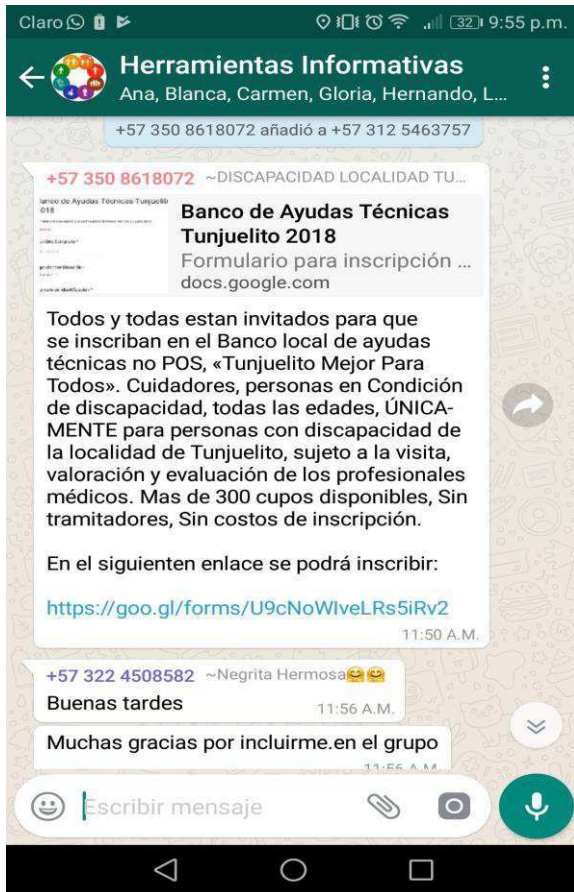 Claro 32 9:55 p.m.
Herramientas Informativas
Ana, Blanca, Carmen, Gloria, Hernando, L...
+57 350 8618072 añadió a +57 312 5463757
+57 350 8618072 ~DISCAPACIDAD LOCALIDAD TU...
Banco de Ayudas Técnicas
Tunjuelito 2018
Formulario para inscripción ...
docs.google.com
Todos y todas estan invitados para que
se inscriban en el Banco local de ayudas
técnicas no POS, «Tunjuelito Mejor Para
Todos». Cuidadores, personas en Condición
de discapacidad, todas las edades, ÚNICA-
MENTE para personas con discapacidad de
la localidad de Tunjuelito, sujeto a la visita,
valoración y evaluación de los profesionales
médicos. Mas de 300 cupos disponibles, Sin
tramitadores, Sin costos de inscripción.
En el siguienten enlace se podrá inscribir:
https://goo.gl/forms/U9cNoWIveLRs5iRv2
11:50 A.M.
+57 322 4508582 ~Negrita Hermosa🤗🤗
Buenas tardes 11:56 A.M.
Muchas gracias por incluirme.en el grupo
11:56 A.M.
Escribir mensaje